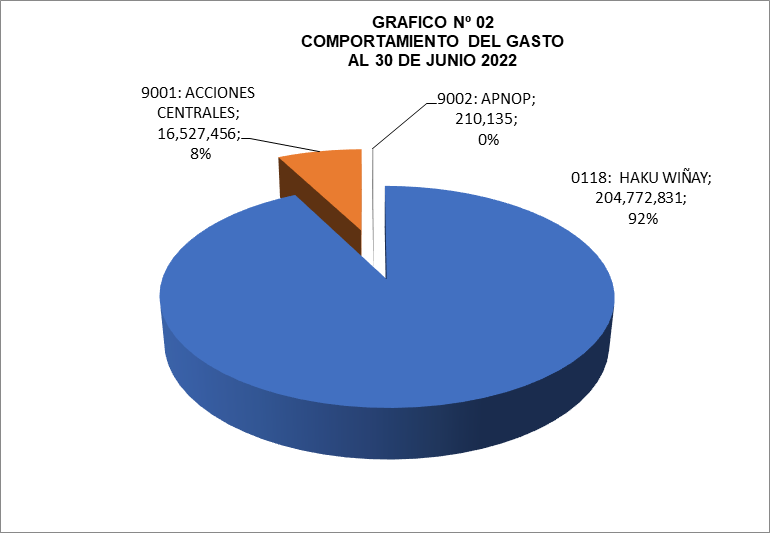 GRAFICO Nº 02
COMPORTAMIENTO DEL GASTO
AL 30 DE JUNIO 2022
9001: ACCIONES
CENTRALES;
16,527,456;
8%
9002: APNOP;
210,135;
0%
0118: HAKU WIÑAY;
204,772,831;
92%